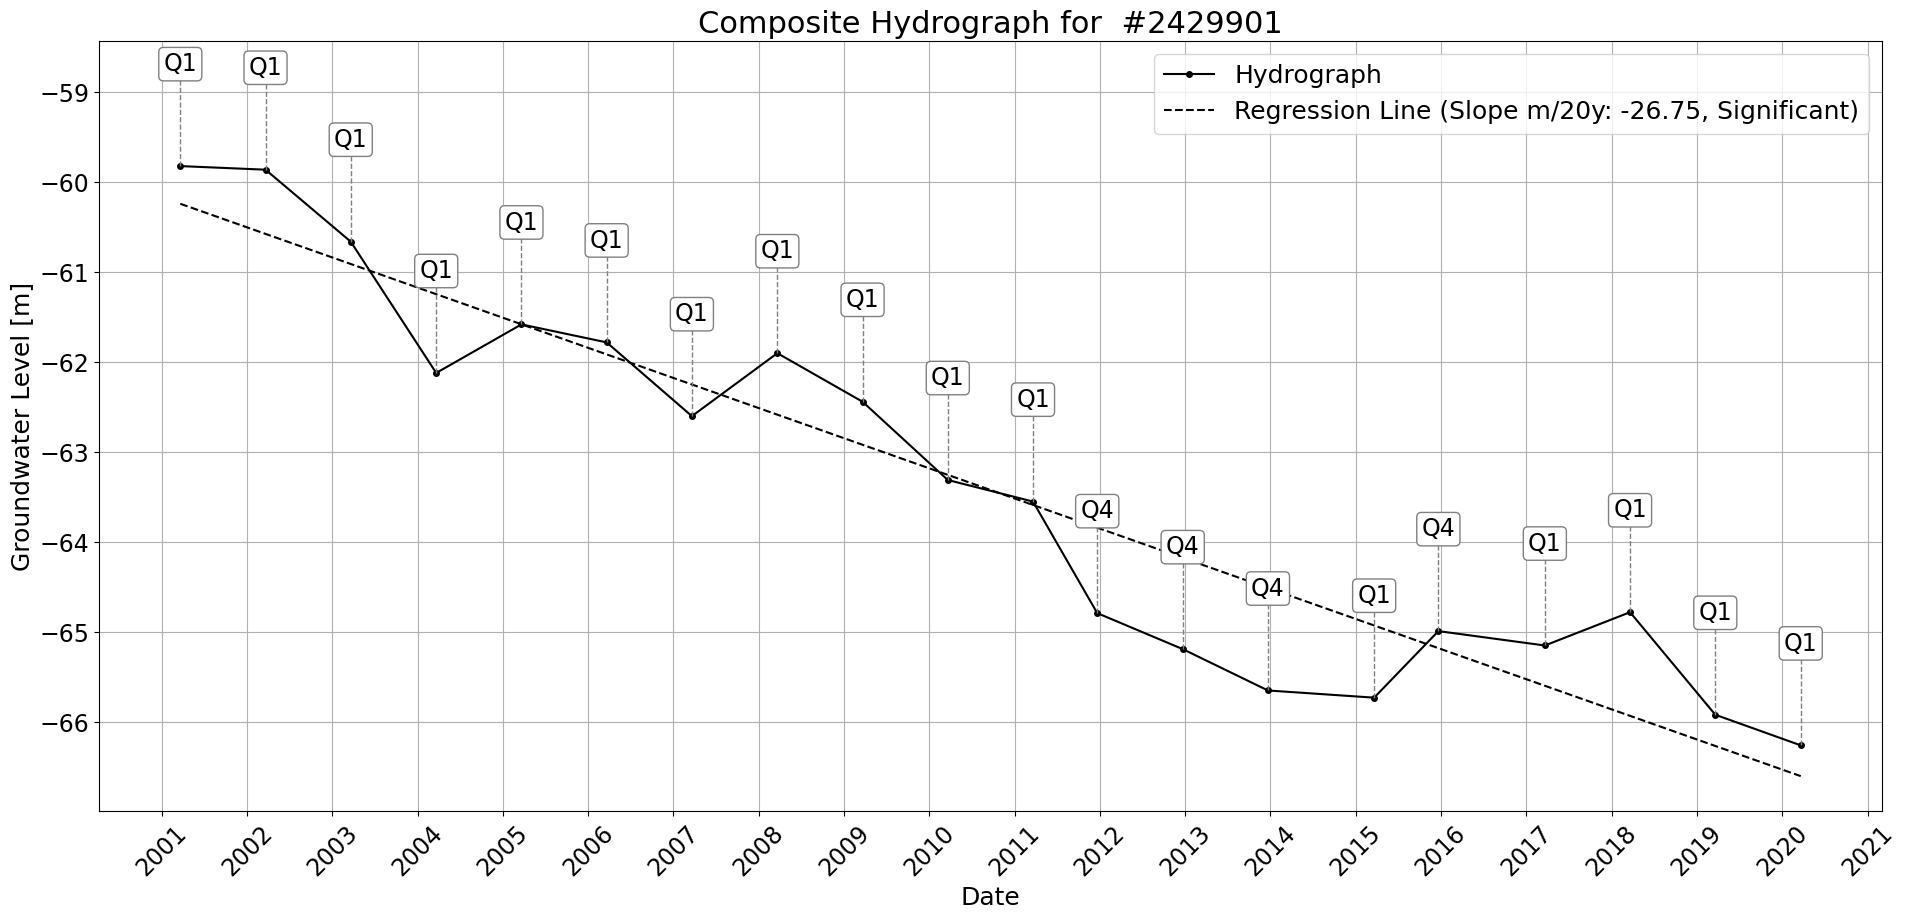 Composite Hydrograph for  #2429901
Hydrograph
Regression Line (Slope m/20y: -26.75, Significant)
Groundwater Level [m]
−59
−60
−61
−62
−63
−64
−65
−66
Q1
Q1
Q1
Q1
Q1
Q1
Q1
Q1
Q1
Q1
Q1
Q4
Q4
Q4
Q1
Q4
Q1
Q1
Q1
Q1
2001
2002
2003
2004
2005
2006
2007
2008
2009
2010
2011
2012
2013
2014
2015
2016
2017
2018
2019
2020
2021
Date